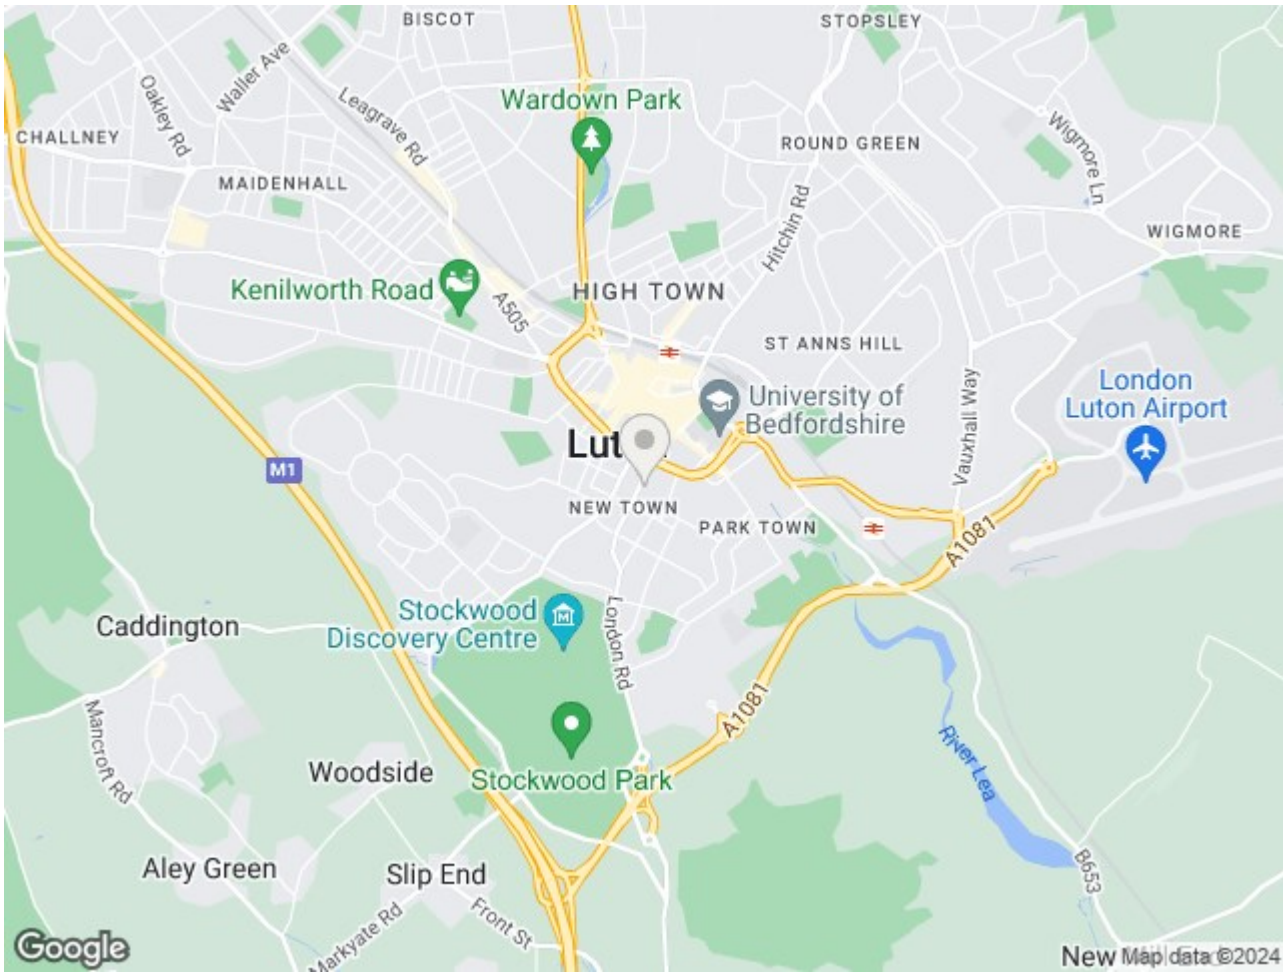 BISCOT
STOPSLEY
Waller Ave
Oakley Rd
Leagrave Rd
Wardown Park
CHALLNEY
ROUND GREEN
Wigmore Ln
MAIDENHALL
Hitchin Rd
WIGMORE
Kenilworth Road
A505
HIGH TOWN
ST ANNS HILL
University of
Bedfordshire
Vauxhall Way
London
Luton Airport
M1
NEW TOWN
PARK TOWN
A1081
Stockwood
Discovery Centre
London Rd
Caddington
Mancroft Rd
A1081
River Lea
Woodside
Stockwood Park
Aley Green
Slip End
B653
Markyate Rd
Front St
Google
New
Map data ©2024